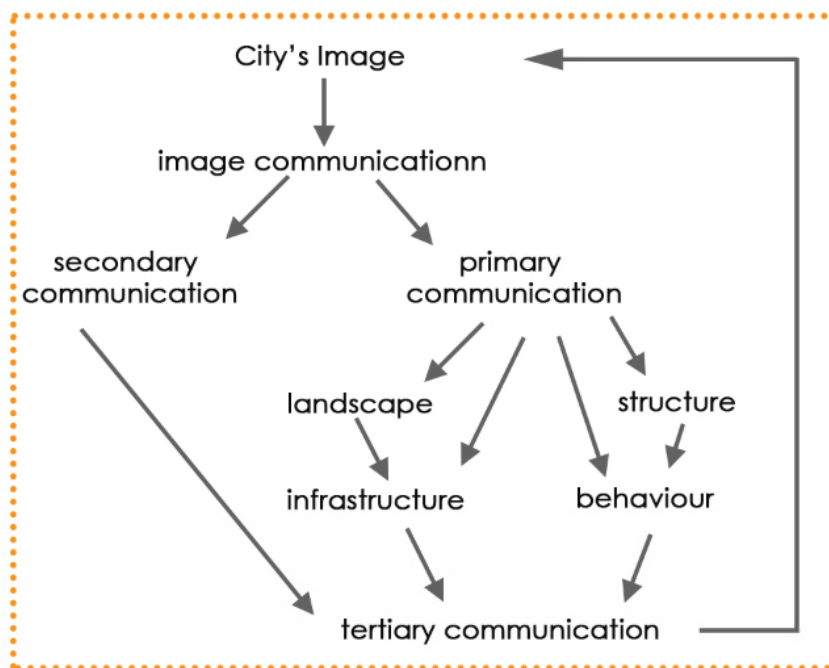 City's Image
image communicationn
secondary
communication
primary
communication
landscape
structure
infrastructure
behaviour
tertiary communication